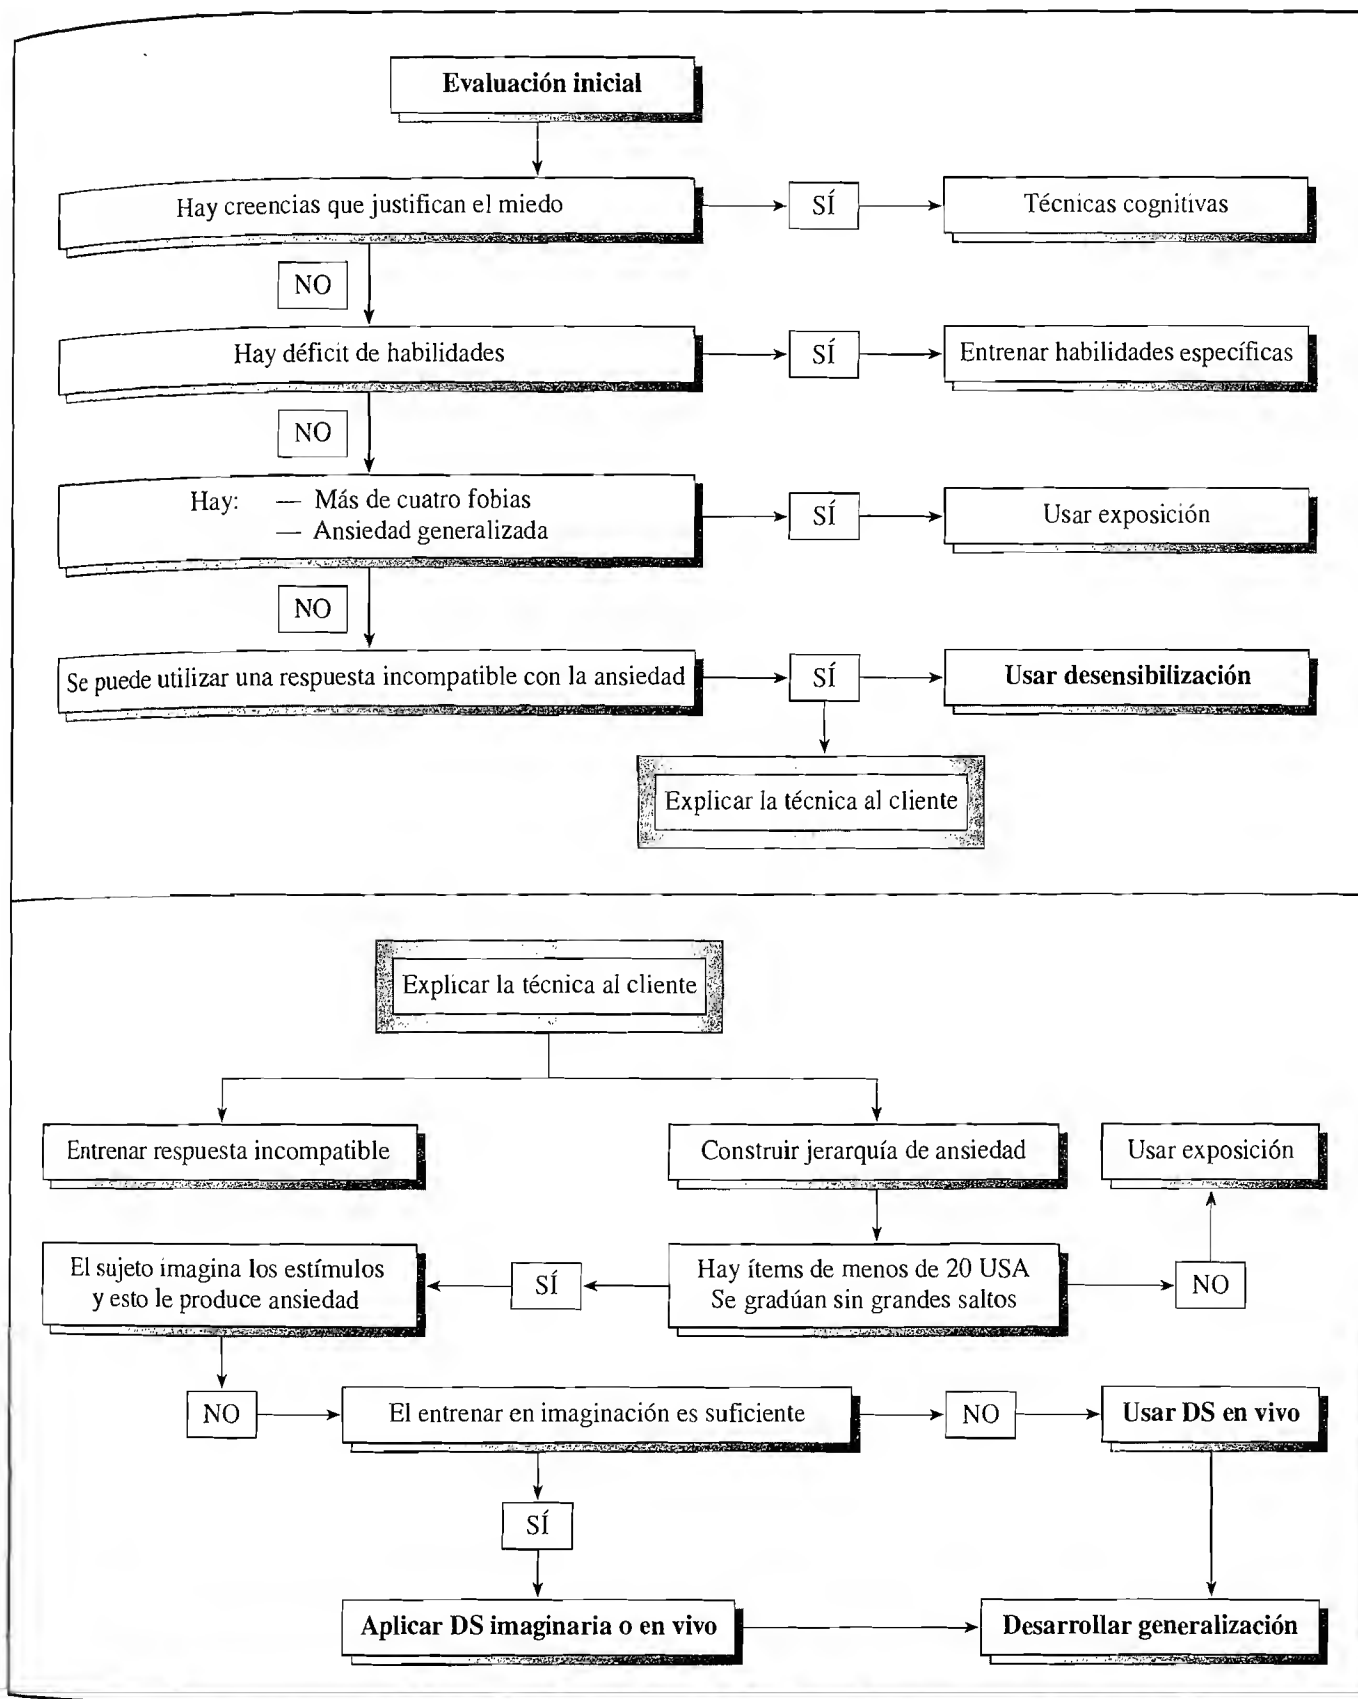 Evaluación inicial
Hay creencias que justifican el miedo
SÍ
Técnicas cognitivas
NO
Hay déficit de habilidades
SÍ
Entrenar habilidades específicas
NO
Hay: — Más de cuatro fobias
— Ansiedad generalizada
SÍ
Usar exposición
NO
Se puede utilizar una respuesta incompatible con la ansiedad
SÍ
Usar desensibilización
Explicar la técnica al cliente
Explicar la técnica al cliente
Entrenar respuesta incompatible
Construir jerarquía de ansiedad
Usar exposición
El sujeto imagina los estímulos
y esto le produce ansiedad
SÍ
Hay ítems de menos de 20 USA
Se gradúan sin grandes saltos
NO
NO
El entrenar en imaginación es suficiente
NO
Usar DS en vivo
SÍ
Aplicar DS imaginaria o en vivo
Desarrollar generalización